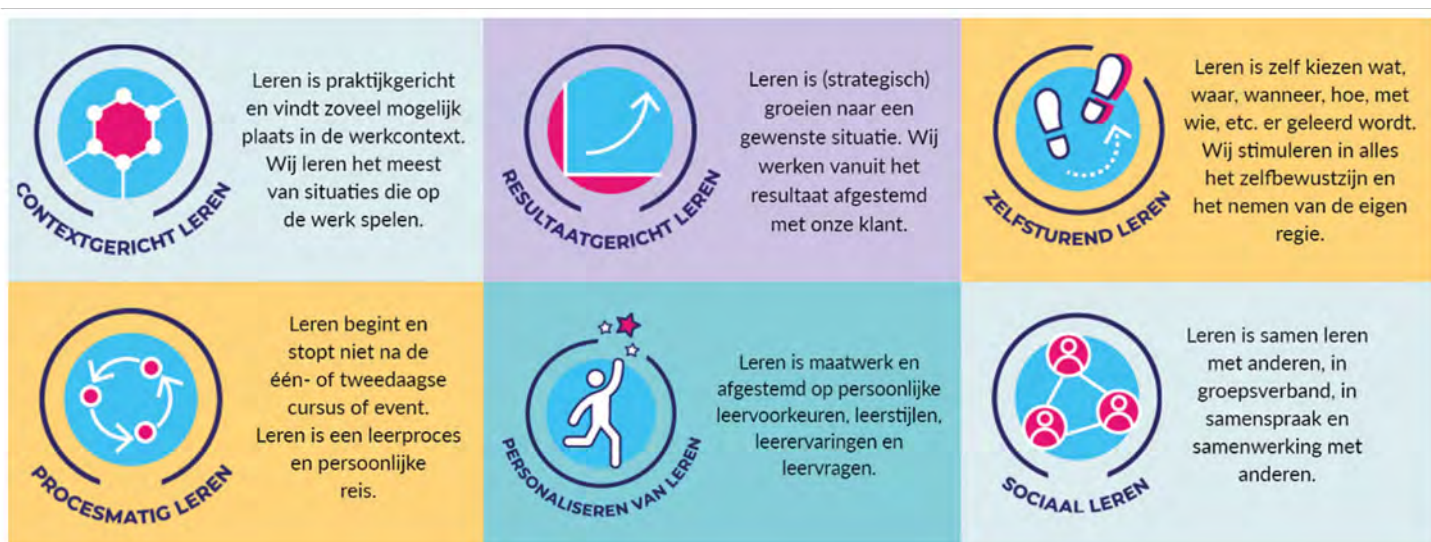 CONTEXTGERICHT LEREN
Leren is praktijkgericht
en vindt zoveel mogelijk
plaats in de werkcontext.
Wij leren het meest
van situaties die op
de werk spelen.
RESULTAATGERICHT LEREN
Leren is (strategisch)
groeien naar een
gewenste situatie. Wij
werken vanuit het
resultaat afgestemd
met onze klant.
ZELFSTUREND LEREN
Leren is zelf kiezen wat,
waar, wanneer, hoe, met
wie, etc. er geleerd wordt.
Wij stimuleren in alles
het zelfbewustzijn en
het nemen van de eigen
regie.
PROCESMATIG LEREN
Leren begint en
stopt niet na de
één- of tweedaagse
cursus of event.
Leren is een leerproces
en persoonlijke
reis.
PERSONALISEREN VAN LEREN
Leren is maatwerk en
afgestemd op persoonlijke
leervoorkeuren, leerstijlen,
leerervaringen en
leervragen.
SOCIAAL LEREN
Leren is samen leren
met anderen, in
groepsverband, in
samenspraak en
samenwerking met
anderen.